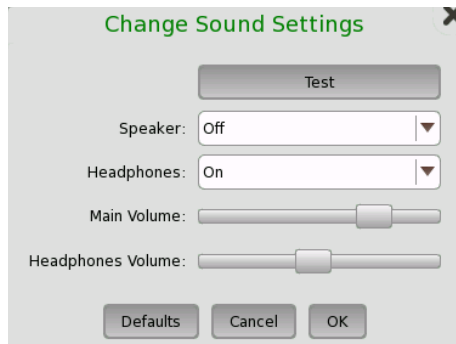 Change Sound Settings
Test
Speaker: Off
Headphones: On
Main Volume:
Headphones Volume:
Defaults Cancel OK